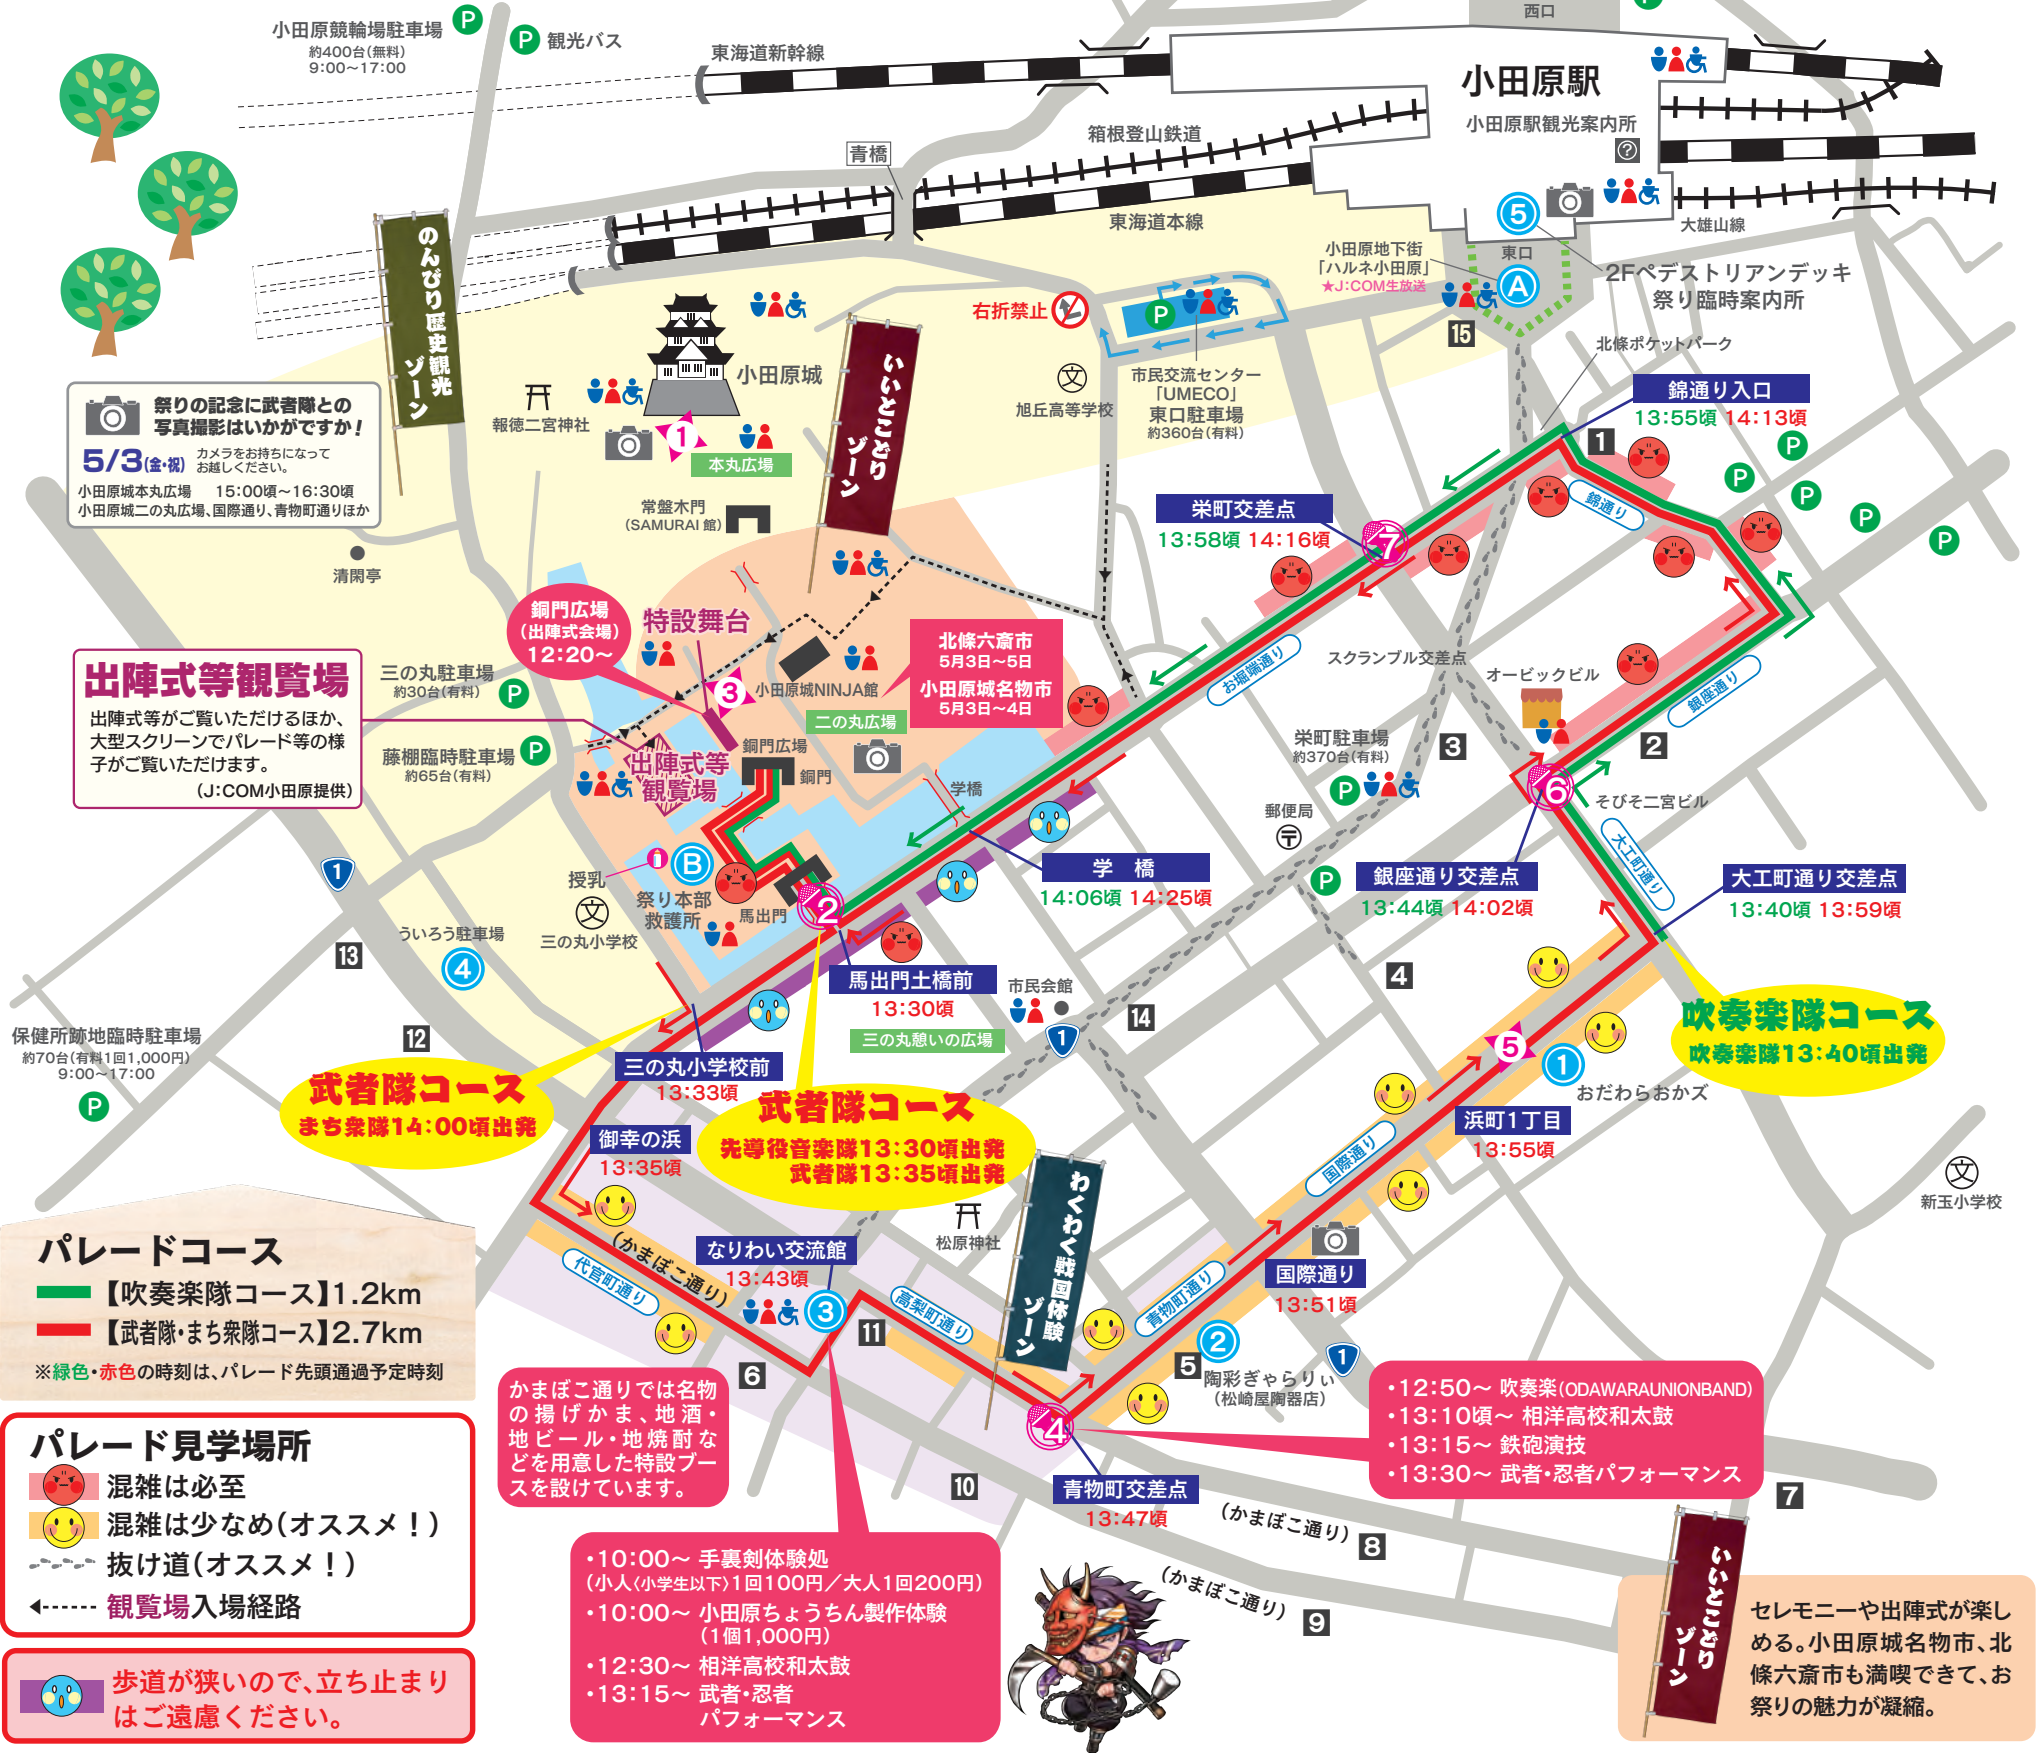 小田原競輪場駐車場
約400台(無料)
9:00〜17:00
P
P 観光バス
東海道新幹線
西口
小田原駅
小田原駅観光案内所
?
箱根登山鉄道
青橋
東海道本線
大雄山線
5
東口
A
小田原地下街
「ハルネ小田原」
★J:COM生放送
2Fペデストリアンデッキ
祭り臨時案内所
15
右折禁止
P
市民交流センター
「UMECO」
東口駐車場
約360台(有料)
文
旭丘高等学校
北條ポケットパーク
錦通り入口
13:55頃 14:13頃
1
錦通り
P
P
P
P
P
のんびり歴史観光
ゾーン
いいとこどり
ゾーン
小田原城
報徳二宮神社
1
本丸広場
常盤木門
(SAMURAI館)
祭りの記念に武者隊との
写真撮影はいかがですか!
5/3(金・祝) カメラをお持ちになって
お越しください。
小田原城本丸広場 15:00頃〜16:30頃
小田原城二の丸広場、国際通り、青物町通りほか
清閑亭
栄町交差点
13:58頃 14:16頃
7
銅門広場
(出陣式会場)
12:20〜
特設舞台
3
小田原城NINJA館
二の丸広場
北條六斎市
5月3日〜5日
小田原城名物市
5月3日〜4日
お堀端通り
スクランブル交差点
オービックビル
銀座通り
2
3
出陣式等観覧場
出陣式等がご覧いただけるほか、
大型スクリーンでパレード等の様
子がご覧いただけます。
(J:COM小田原提供)
三の丸駐車場
約30台(有料)
P
藤棚臨時駐車場
約65台(有料)
P
出陣式等
観覧場
銅門広場
銅門
学橋
栄町駐車場
約370台(有料)
P
郵便局
〒
P
6
そびそ二宮ビル
大工町通り
学 橋
14:06頃 14:25頃
銀座通り交差点
13:44頃 14:02頃
大工町通り交差点
13:40頃 13:59頃
1
授乳
B
祭り本部
救護所
馬出門
2
文
三の丸小学校
ういろう駐車場
4
13
12
馬出門土橋前
13:30頃
市民会館
三の丸憩いの広場
1
14
4
吹奏楽隊コース
吹奏楽隊13:40頃出発
保健所跡地臨時駐車場
約70台(有料1回1,000円)
9:00〜17:00
P
三の丸小学校前
13:33頃
武者隊コース
まち衆隊14:00頃出発
武者隊コース
先導役音楽隊13:30頃出発
武者隊13:35頃出発
御幸の浜
13:35頃
5
1
おだわらおかズ
浜町1丁目
13:55頃
国際通り
文
新玉小学校
わくわく戦国体験
ゾーン
松原神社
なりわい交流館
13:43頃
3
(かまぼこ通り)
代官町通り
高梨町通り
11
青物町通り
国際通り
13:51頃
2
5
陶彩ぎゃらりぃ
(松崎屋陶器店)
1
パレードコース
【吹奏楽隊コース】1.2km
【武者隊・まち衆隊コース】2.7km
※緑色・赤色の時刻は、パレード先頭通過予定時刻
パレード見学場所
混雑は必至
混雑は少なめ(オススメ!)
抜け道(オススメ!)
観覧場入場経路
歩道が狭いので、立ち止まり
はご遠慮ください。
6
かまぼこ通りでは名物
の揚げかま、地酒・
地ビール・地焼酎な
どを用意した特設ブー
スを設けています。
4
10
青物町交差点
13:47頃
・12:50〜 吹奏楽(ODAWARAUNIONBAND)
・13:10頃〜 相洋高校和太鼓
・13:15〜 鉄砲演技
・13:30〜 武者・忍者パフォーマンス
7
(かまぼこ通り)
8
(かまぼこ通り)
9
・10:00〜 手裏剣体験処
(小人〈小学生以下〉1回100円/大人1回200円)
・10:00〜 小田原ちょうちん製作体験
(1個1,000円)
・12:30〜 相洋高校和太鼓
・13:15〜 武者・忍者
パフォーマンス
いいとこどり
ゾーン
セレモニーや出陣式が楽し
める。小田原城名物市、北
條六斎市も満喫できて、お
祭りの魅力が凝縮。